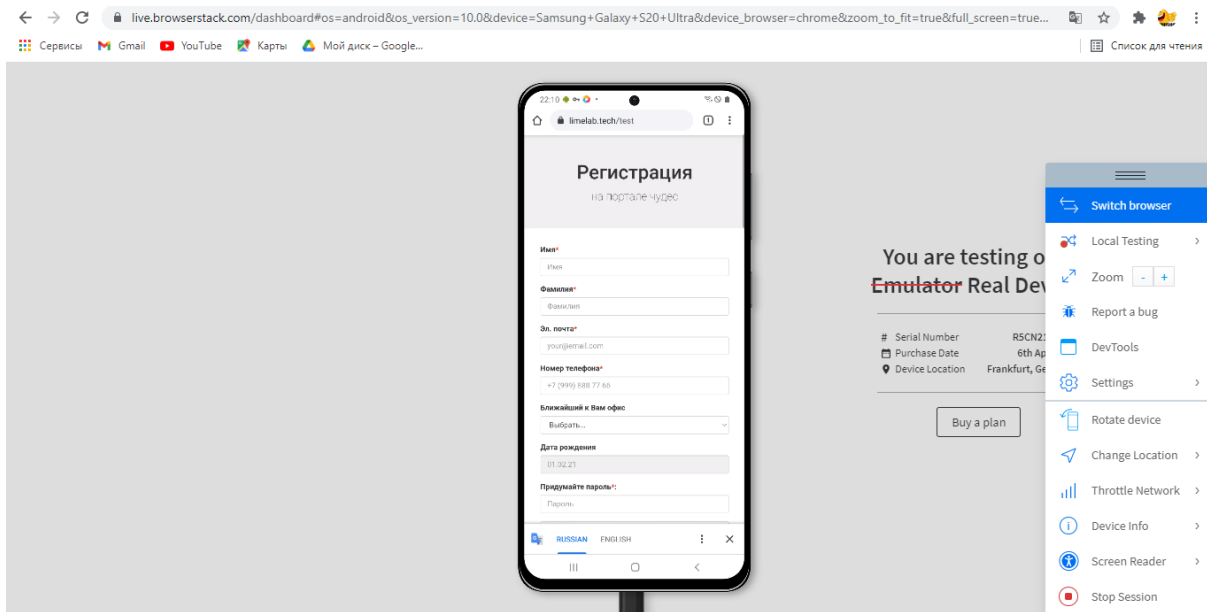 live.browserstack.com/dashboard#os=android&os_version=10.0&device=Samsung+Galaxy+S20+Ultra&device_browser=chrome&zoom_to_fit=true&full_screen=true...
Сервисы Gmail YouTube Карты Мой диск – Google... Список для чтения
22:10
limelab.tech/test
1
Регистрация
на портале чудес
Имя*
Имя
Фамилия*
Фамилия
Эл. почта*
your@email.com
Номер телефона*
+7 (999) 888 77 66
Ближайший к Вам офис
Выбрать...
Дата рождения
01.02.21
Придумайте пароль*:
Пароль
RUSSIAN ENGLISH
You are testing o
Emulator Real Dev
# Serial Number R5CN21
Purchase Date 6th Ap
Device Location Frankfurt, Ge
Buy a plan
Switch browser
Local Testing
Zoom - +
Report a bug
DevTools
Settings
Rotate device
Change Location
Throttle Network
Device Info
Screen Reader
Stop Session